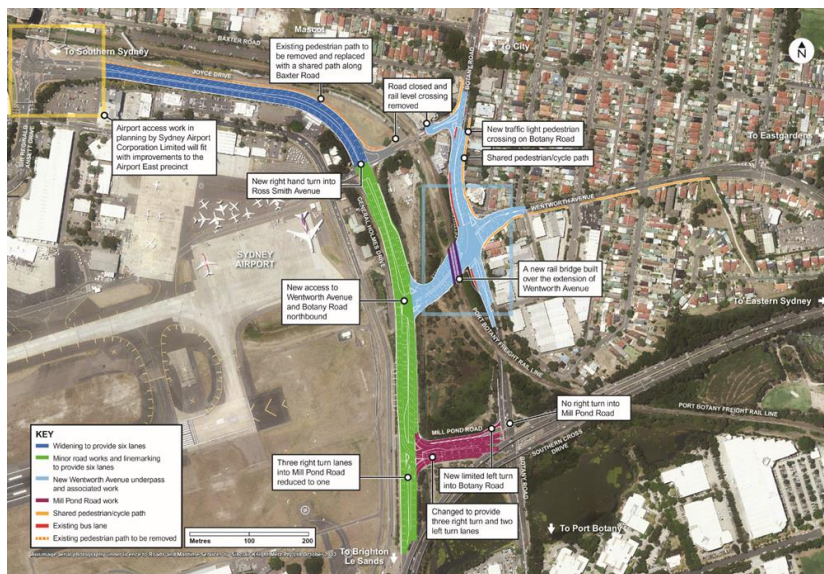 Mascot
To Southern Sydney
BAXTER ROAD
BOTANY ROAD
To City
N
JOYCE DRIVE
Existing pedestrian path to
be removed and replaced
with a shared path along
Baxter Road
Road closed and
rail level crossing
removed
Airport access work in
planning by Sydney Airport
Corporation Limited will fit
with improvements to the
Airport East precinct
New traffic light pedestrian
crossing on Botany Road
Shared pedestrian/cycle path
To Eastgardens
New right hand turn into
Ross Smith Avenue
WENTWORTH AVENUE
GENERAL HOLMES DRIVE
SYDNEY
AIRPORT
A new rail bridge built
over the extension of
Wentworth Avenue
New access to
Wentworth Avenue
and Botany Road
northbound
To Eastern Sydney
PORT BOTANY FREIGHT RAIL LINE
No right turn into
Mill Pond Road
PORT BOTANY FREIGHT RAIL LINE
MILL POND ROAD
SOUTHERN CROSS DRIVE
BOTANY ROAD
Three right turn lanes
into Mill Pond Road
reduced to one
New limited left turn
into Botany Road
Changed to provide
three right turn and two
left turn lanes
To Port Botany
To Brighton
Le Sands
KEY
Widening to provide six lanes
Minor road works and linemarking
to provide six lanes
New Wentworth Avenue underpass
and associated work
Mill Pond Road work
Shared pedestrian/cycle path
Existing bus lane
Existing pedestrian path to be removed
0 100 200
Metres